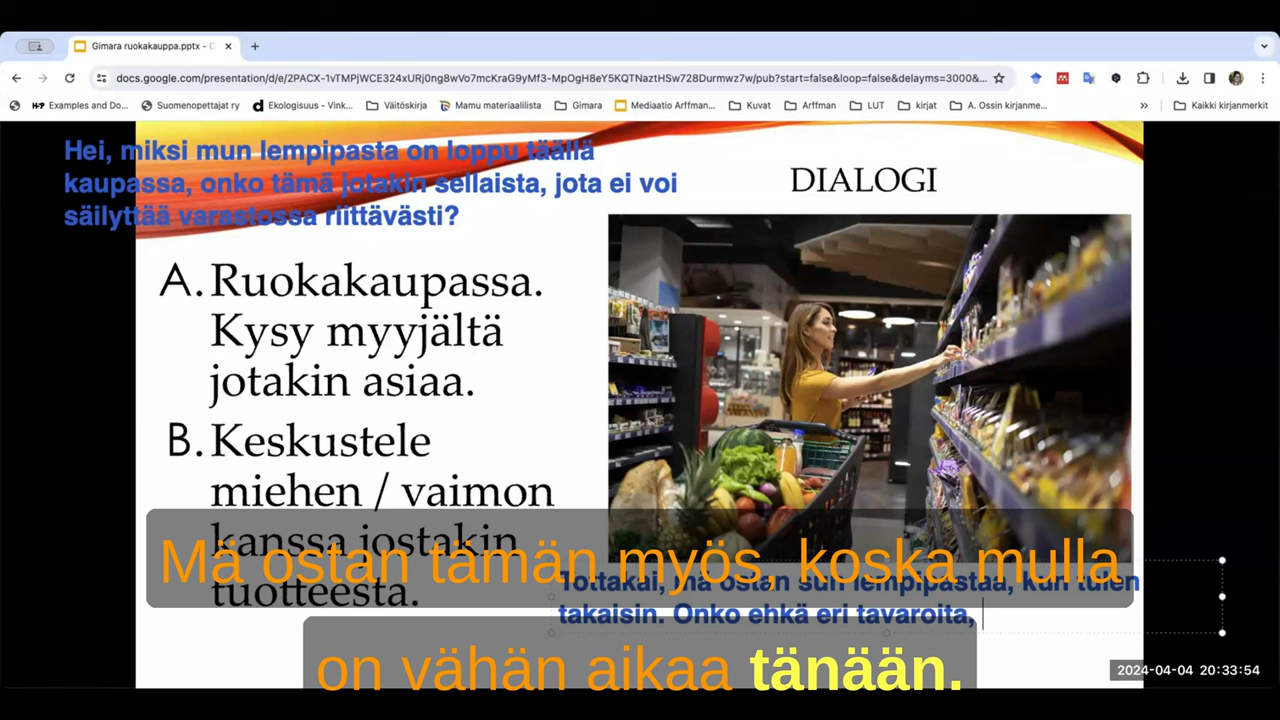 Gimara ruokakauppa.pptx - G
docs.google.com/presentation/d/e/2PACX-1vTMPjWCE324xURj0ng8wVo7mcKraG9yMf3-MpOgH8eY5KQTNaztHSw728Durmwz7w/pub?start=false&loop=false&delayms=3000&...
Examples and Do... Suomenopettajat ry Ekologisuus - Vink... Väitöskirja Mamu materiaalilista Gimara Mediaatio Arffman... Kuvat Arffman LUT kirjat A. Ossin kirjanme... » Kaikki kirjanmerkit
Hei, miksi mun lempipasta on loppu täällä
kaupassa, onko tämä jotakin sellaista, jota ei voi
säilyttää varastossa riittävästi?
DIALOGI
A. Ruokakaupassa.
Kysy myyjältä
jotakin asiaa.
B. Keskustele
miehen / vaimon
kanssa jostakin
tuotteesta.
Mä ostan tämän myös, koska mulla
on vähän aikaa tänään.
Tottakai, mä ostan sun lempipastaa, kun tulen
takaisin. Onko ehkä eri tavaroita,
2024-04-04 20:33:54